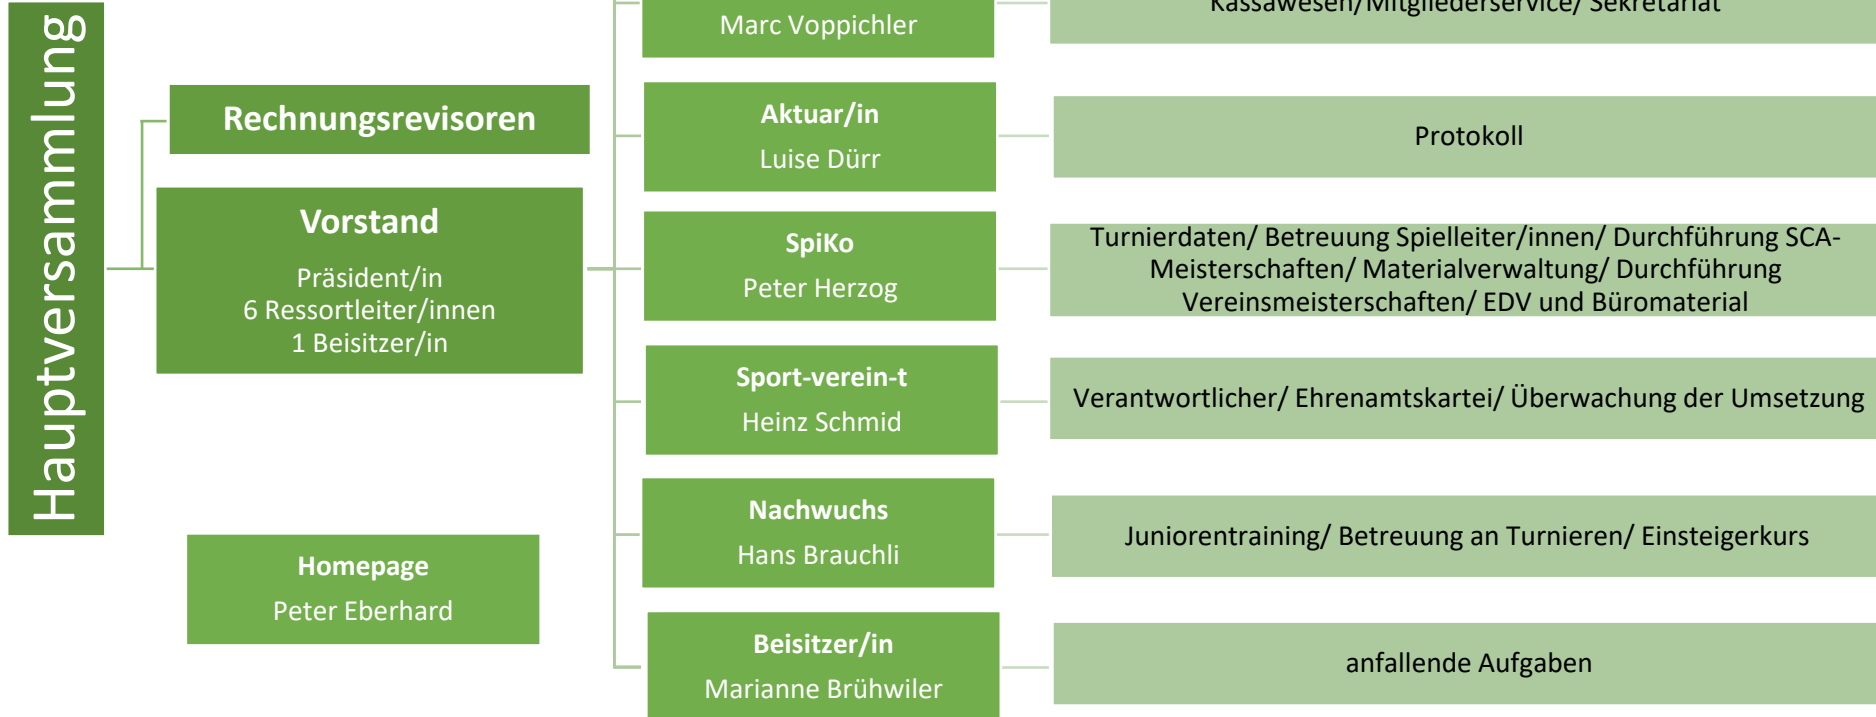 Hauptversammlung
Rechnungsrevisoren
Vorstand
Präsident/in
6 Ressortleiter/innen
1 Beisitzer/in
Homepage
Peter Eberhard
Marc Voppichler
Kassawesen/Mitgliederservice/ Sekretariat
Aktuar/in
Luise Dürr
Protokoll
SpiKo
Peter Herzog
Turnierdaten/ Betreuung Spielleiter/innen/ Durchführung SCA-
Meisterschaften/ Materialverwaltung/ Durchführung
Vereinsmeisterschaften/ EDV und Büromaterial
Sport-verein-t
Heinz Schmid
Verantwortlicher/ Ehrenamtskartei/ Überwachung der Umsetzung
Nachwuchs
Hans Brauchli
Juniorentraining/ Betreuung an Turnieren/ Einsteigerkurs
Beisitzer/in
Marianne Brühwiler
anfallende Aufgaben